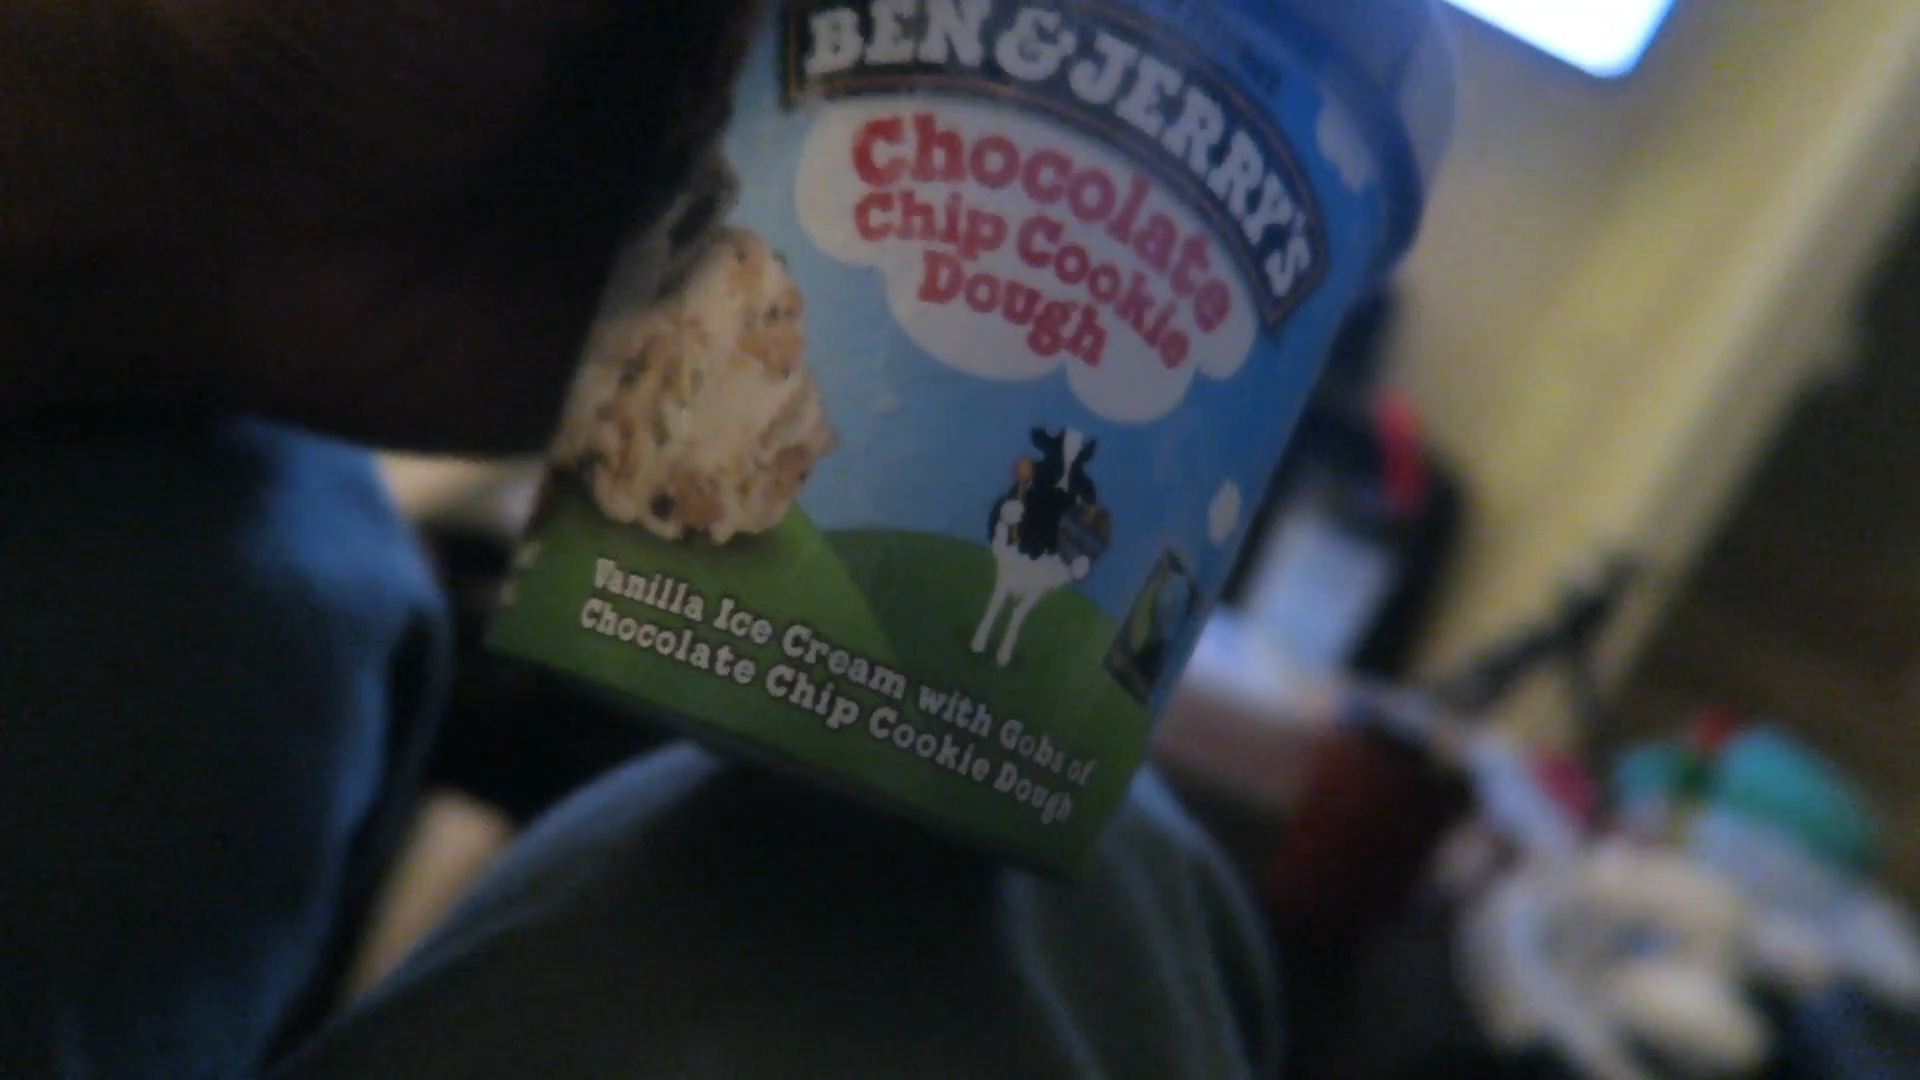 BEN & JERRY'S
Chocolate
Chip Cookie
Dough
Vanilla Ice Cream with Gobs of
Chocolate Chip Cookie Dough